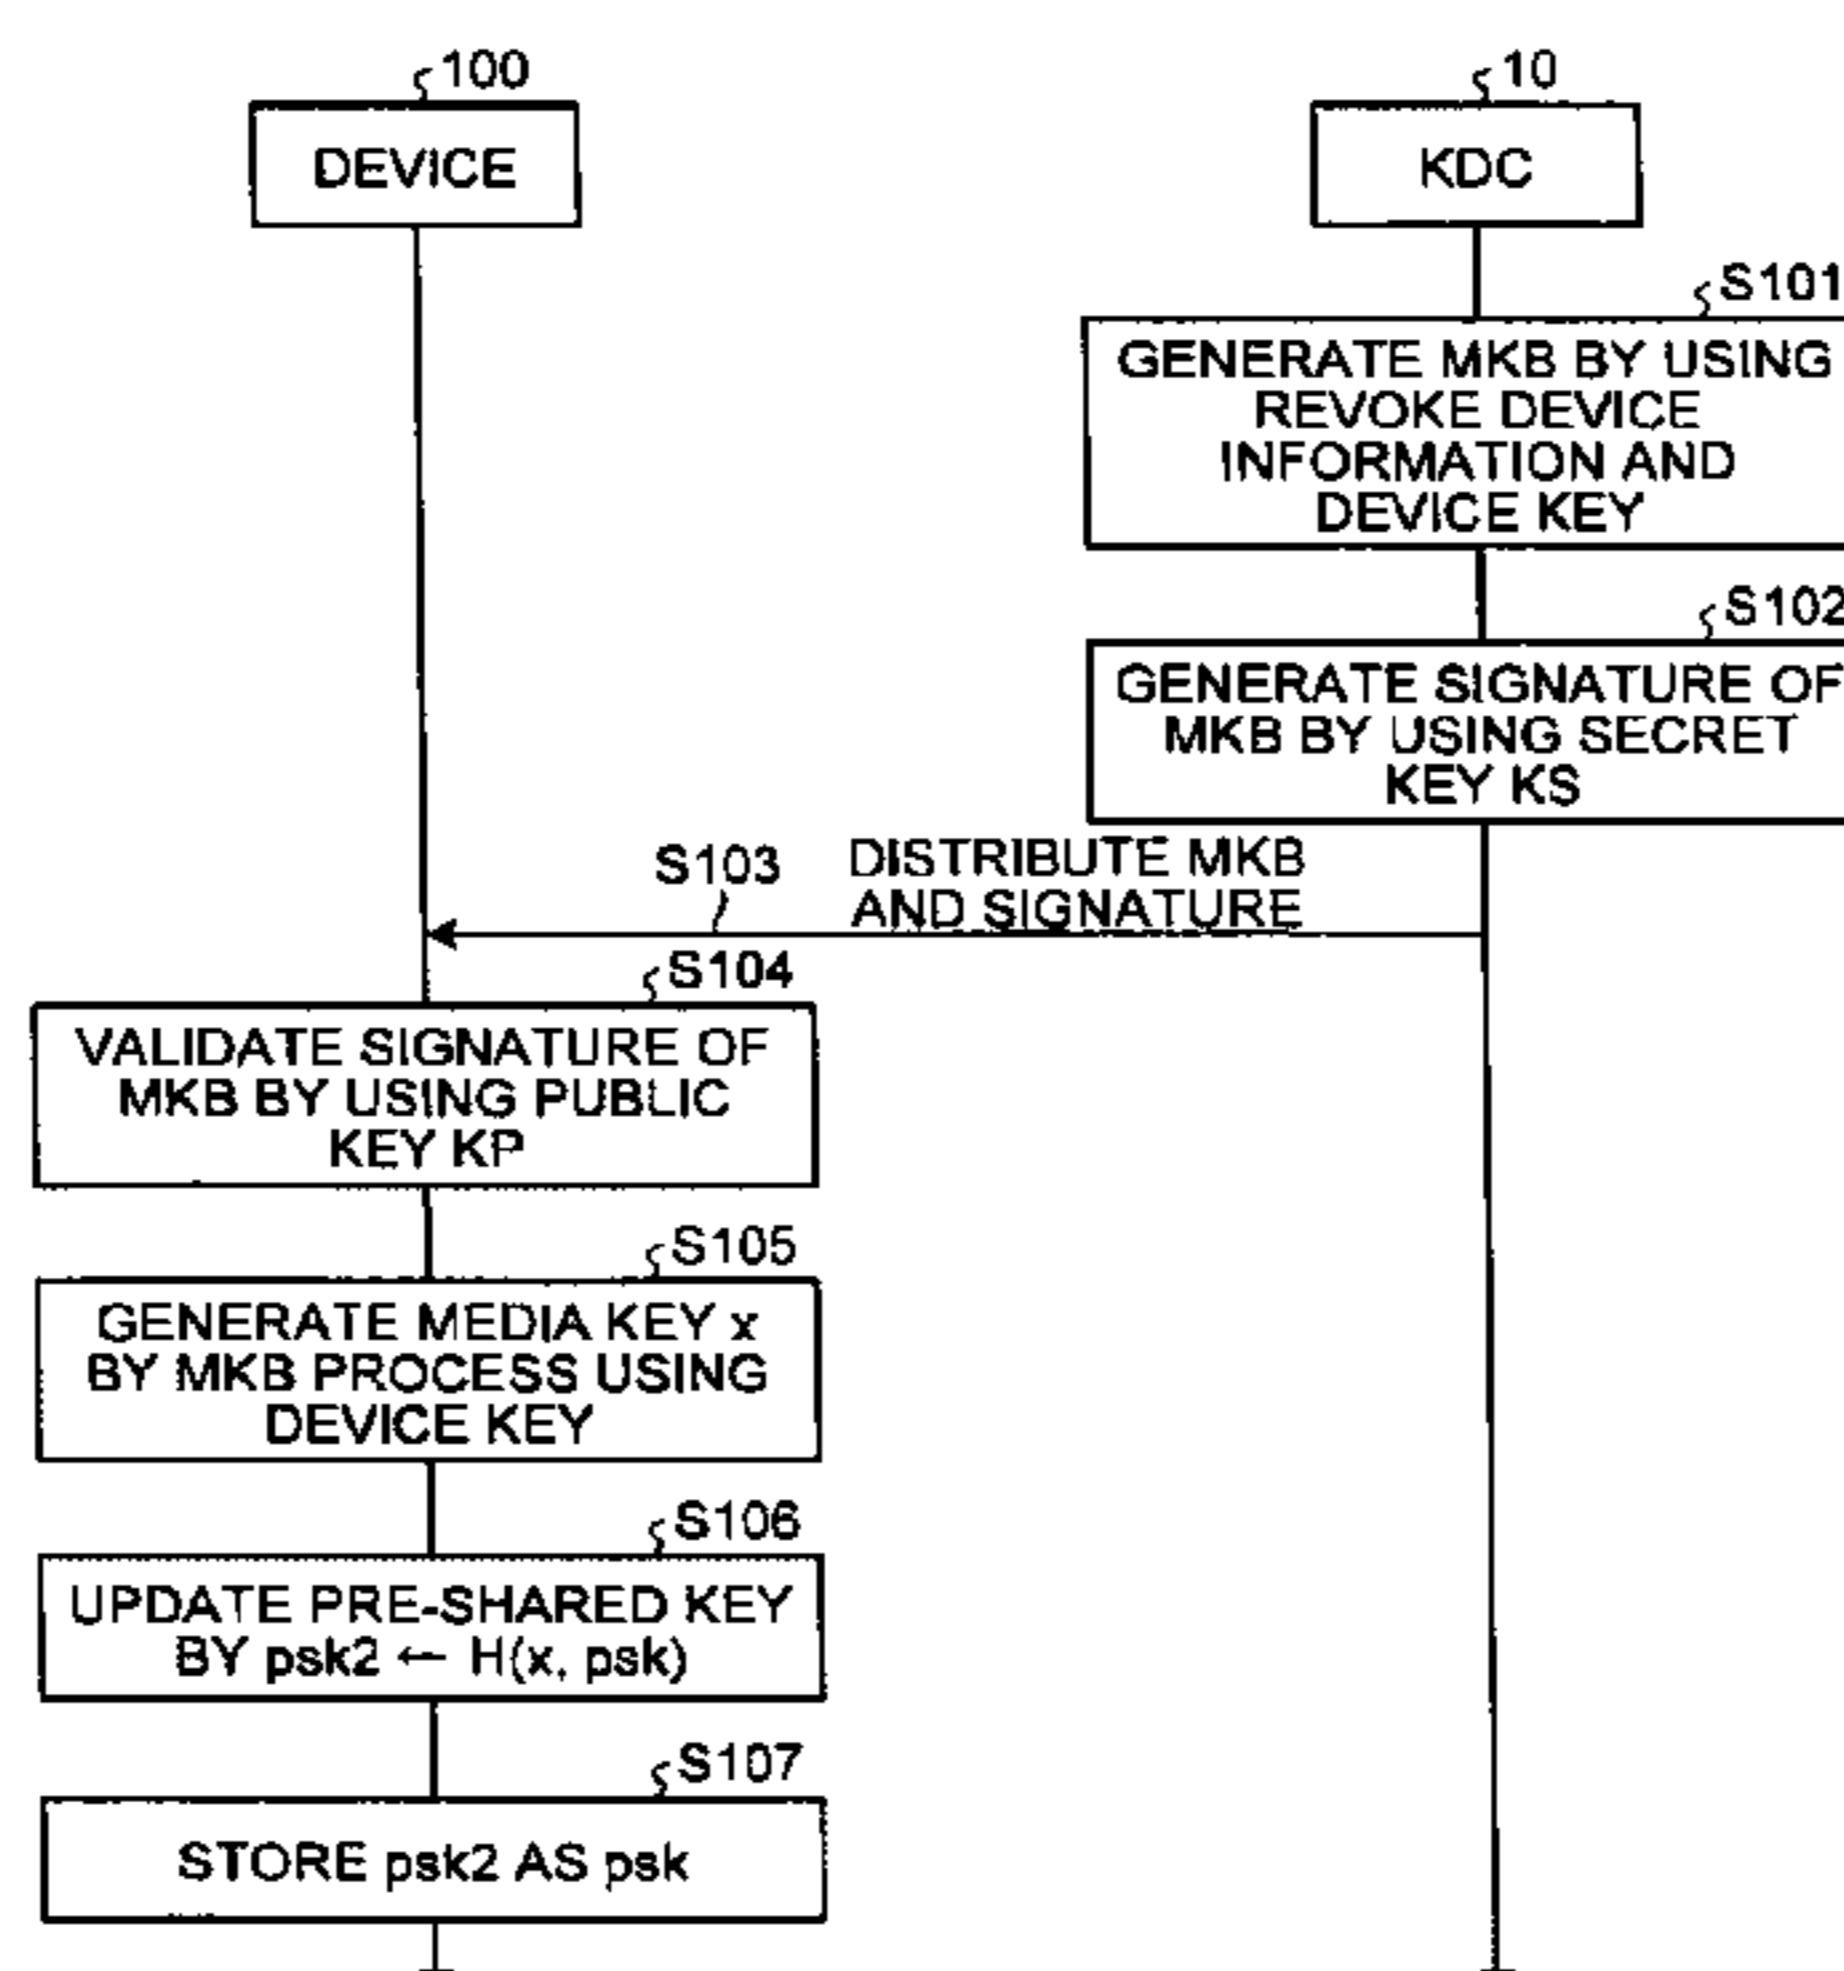 100
DEVICE
10
KDC
S101
GENERATE MKB BY USING
REVOKE DEVICE
INFORMATION AND
DEVICE KEY
S102
GENERATE SIGNATURE OF
MKB BY USING SECRET
KEY KS
S103
DISTRIBUTE MKB
AND SIGNATURE
S104
VALIDATE SIGNATURE OF
MKB BY USING PUBLIC
KEY KP
S105
GENERATE MEDIA KEY x
BY MKB PROCESS USING
DEVICE KEY
S106
UPDATE PRE-SHARED KEY
BY psk2 ← H(x, psk)
S107
STORE psk2 AS psk